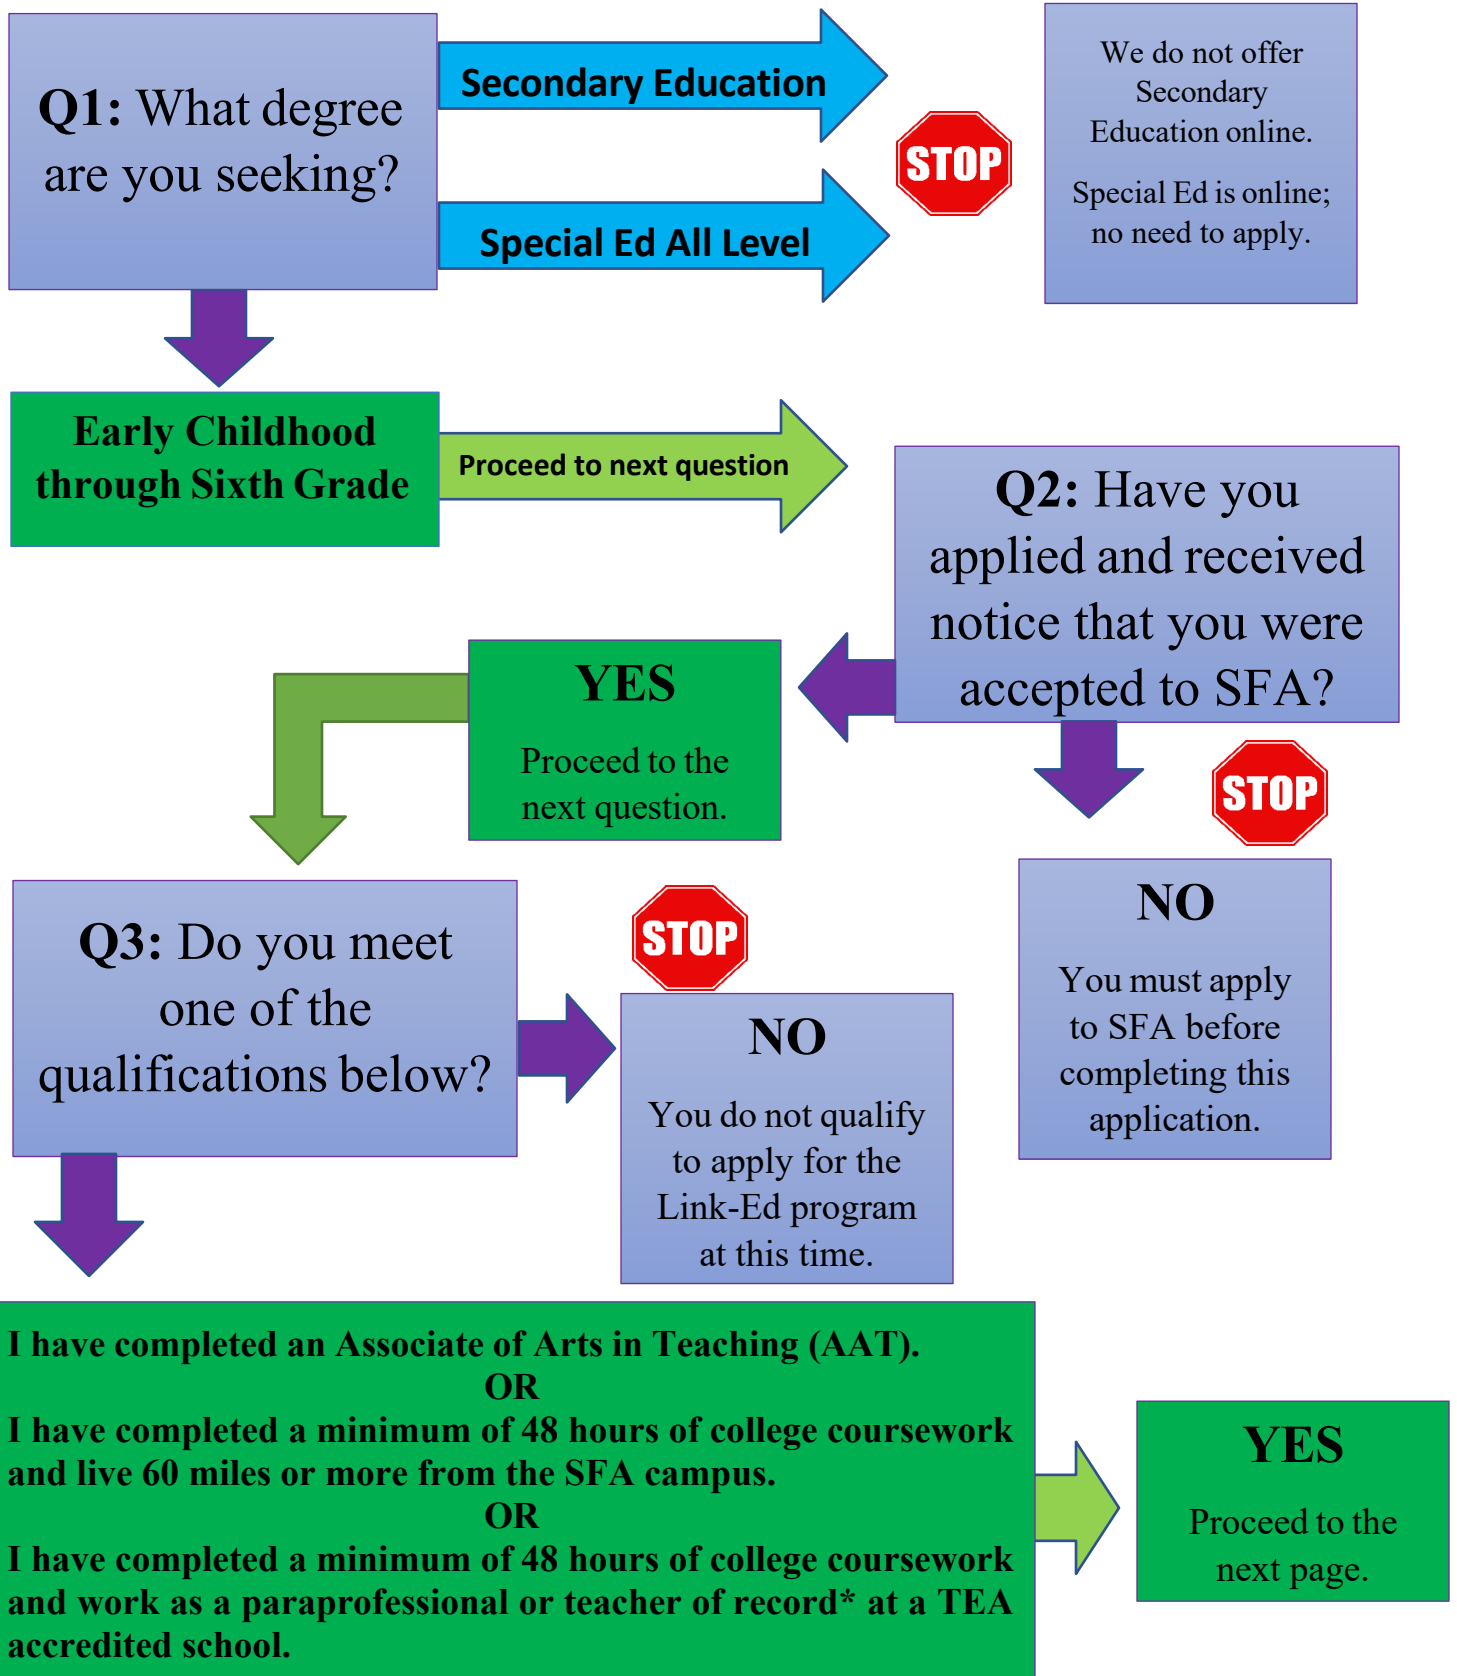 Q1: What degree
are you seeking?
Secondary Education
Special Ed All Level
STOP
We do not offer
Secondary
Education online.
Special Ed is online;
no need to apply.
Early Childhood
through Sixth Grade
Proceed to next question
Q2: Have you
applied and received
notice that you were
accepted to SFA?
YES
Proceed to the
next question.
STOP
NO
You must apply
to SFA before
completing this
application.
Q3: Do you meet
one of the
qualifications below?
STOP
NO
You do not qualify
to apply for the
Link-Ed program
at this time.
I have completed an Associate of Arts in Teaching (AAT).
OR
I have completed a minimum of 48 hours of college coursework
and live 60 miles or more from the SFA campus.
OR
I have completed a minimum of 48 hours of college coursework
and work as a paraprofessional or teacher of record* at a TEA
accredited school.
YES
Proceed to the
next page.